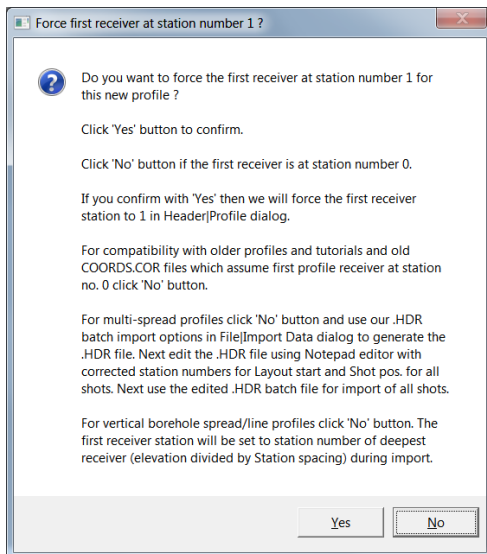 Force first receiver at station number 1 ?
Do you want to force the first receiver at station number 1 for
this new profile ?
Click 'Yes' button to confirm.
Click 'No' button if the first receiver is at station number 0.
If you confirm with 'Yes' then we will force the first receiver
station to 1 in Header|Profile dialog.
For compatibility with older profiles and tutorials and old
COORDS.COR files which assume first profile receiver at station
no. 0 click 'No' button.
For multi-spread profiles click 'No' button and use our .HDR
batch import options in File|Import Data dialog to generate the
.HDR file. Next edit the .HDR file using Notepad editor with
corrected station numbers for Layout start and Shot pos. for all
shots. Next use the edited .HDR batch file for import of all shots.
For vertical borehole spread/line profiles click 'No' button. The
first receiver station will be set to station number of deepest
receiver (elevation divided by Station spacing) during import.
Yes
No